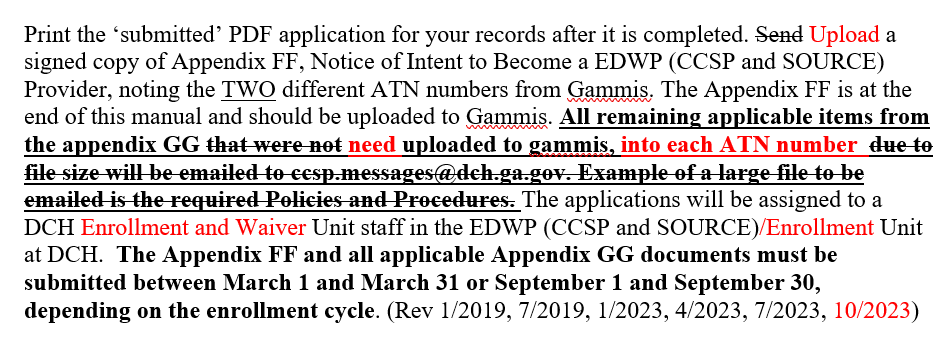 Print the ‘submitted’ PDF application for your records after it is completed. Send Upload a
signed copy of Appendix FF, Notice of Intent to Become a EDWP (CCSP and SOURCE)
Provider, noting the TWO different ATN numbers from Gammis. The Appendix FF is at the
end of this manual and should be uploaded to Gammis. All remaining applicable items from
the appendix GG that were not need uploaded to gammis, into each ATN number due to
file size will be emailed to ccsp.messages@dch.ga.gov. Example of a large file to be
emailed is the required Policies and Procedures. The applications will be assigned to a
DCH Enrollment and Waiver Unit staff in the EDWP (CCSP and SOURCE)/Enrollment Unit
at DCH. The Appendix FF and all applicable Appendix GG documents must be
submitted between March 1 and March 31 or September 1 and September 30,
depending on the enrollment cycle. (Rev 1/2019, 7/2019, 1/2023, 4/2023, 7/2023, 10/2023)